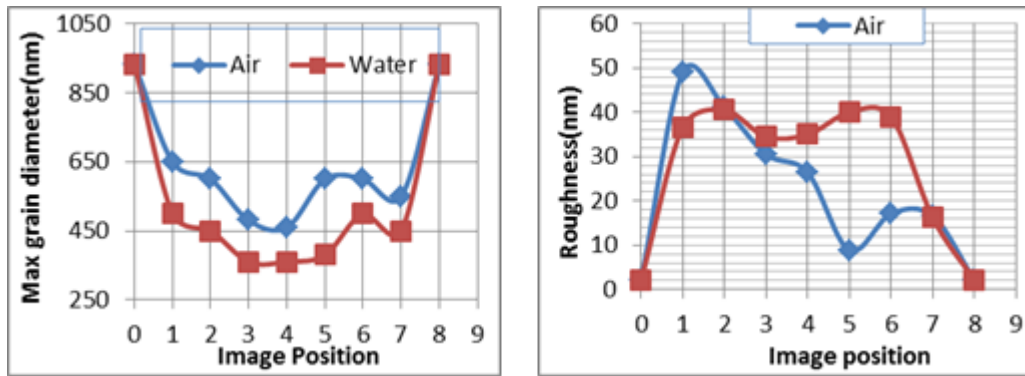 Max grain diameter(nm)
1050
850
650
450
250
Air
Water
0 1 2 3 4 5 6 7 8 9
Image Position
Roughness(nm)
60
50
40
30
20
10
0
Air
0 1 2 3 4 5 6 7 8 9
Image position